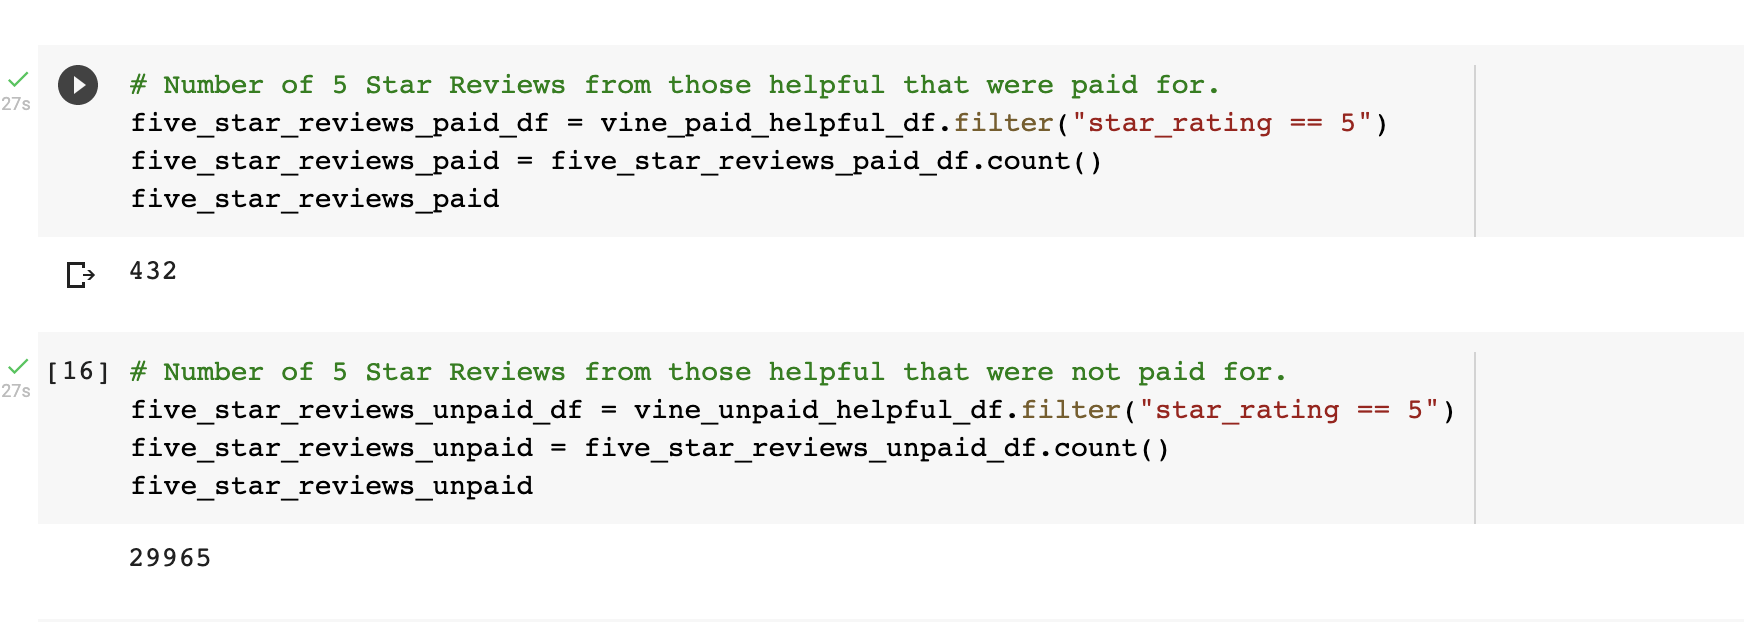 27s
# Number of 5 Star Reviews from those helpful that were paid for.
five_star_reviews_paid_df = vine_paid_helpful_df.filter("star_rating == 5")
five_star_reviews_paid = five_star_reviews_paid_df.count()
five_star_reviews_paid
432
27s
[16] # Number of 5 Star Reviews from those helpful that were not paid for.
five_star_reviews_unpaid_df = vine_unpaid_helpful_df.filter("star_rating == 5")
five_star_reviews_unpaid = five_star_reviews_unpaid_df.count()
five_star_reviews_unpaid
29965